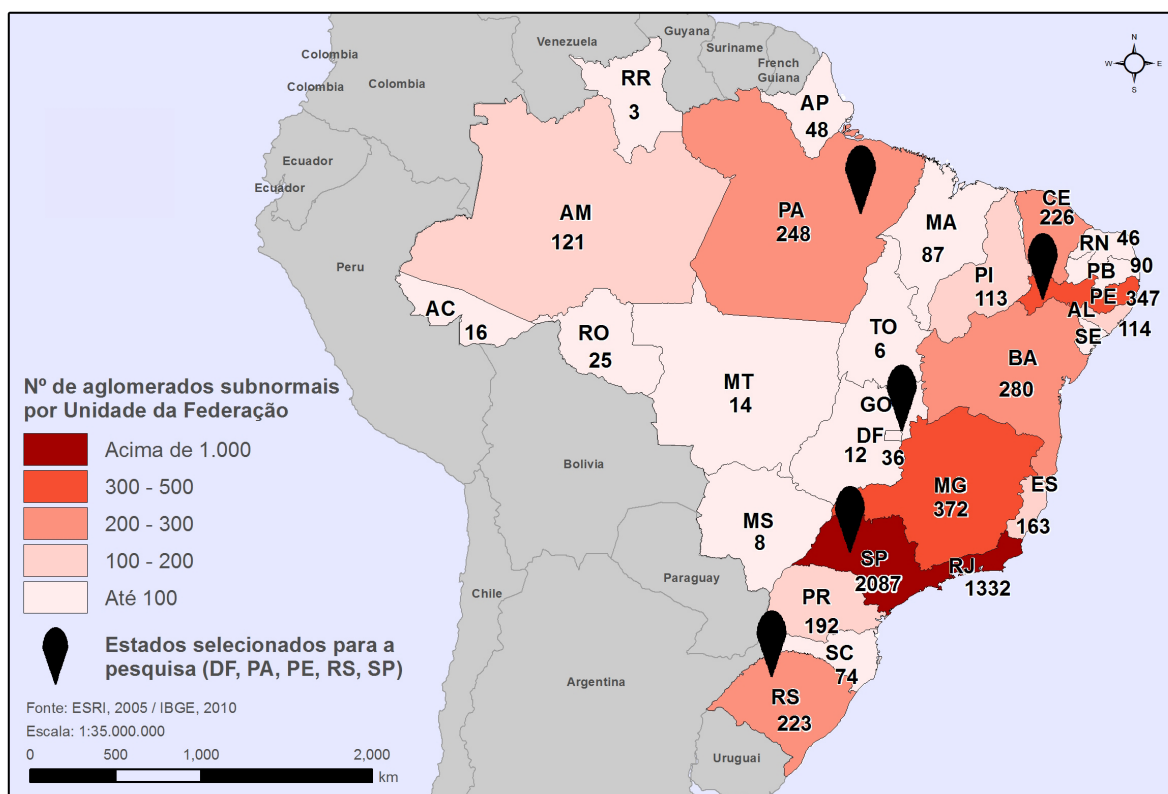 N
W E
S
Guyana
Venezuela
Suriname
Colombia
French
Guiana
Colombia
Colombia
RR
3
AP
48
Ecuador
Ecuador
AM
121
PA
248
MA
87
CE
226
RN
46
PB
90
PI
113
PE
347
AL
114
SE
Peru
AC
16
RO
25
TO
6
MT
14
BA
280
GO
12
DF
36
Bolivia
MG
372
ES
163
MS
8
SP
2087
RJ
1332
Paraguay
Chile
PR
192
SC
74
Argentina
RS
223
Uruguai
Nº de aglomerados subnormais
por Unidade da Federação
Acima de 1.000
300 - 500
200 - 300
100 - 200
Até 100
Estados selecionados para a
pesquisa (DF, PA, PE, RS, SP)
Fonte: ESRI, 2005 / IBGE, 2010
Escala: 1:35.000.000
0 500 1,000 2,000
km